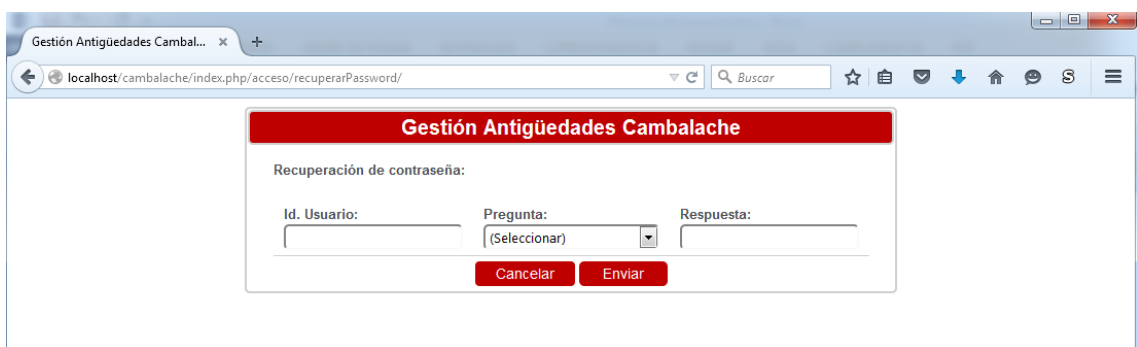 Gestión Antigüedades Cambal...
localhost/cambalache/index.php/acceso/recuperarPassword/
Buscar
S
Gestión Antigüedades Cambalache
Recuperación de contraseña:
Id. Usuario: Pregunta: Respuesta:
(Seleccionar)
Cancelar Enviar